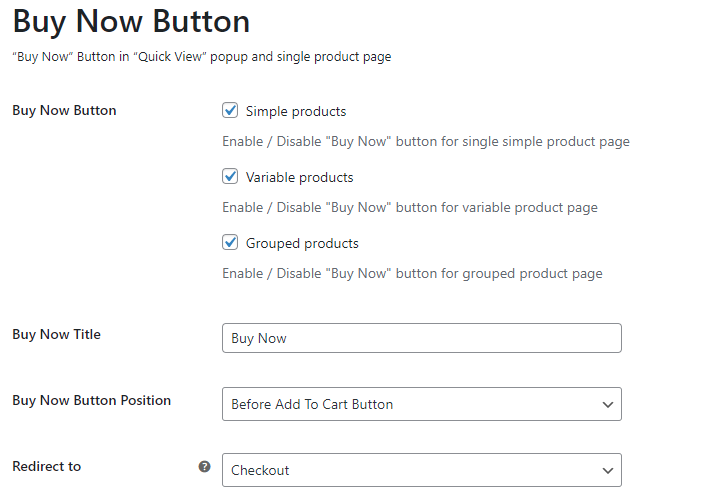 Buy Now Button
“Buy Now” Button in “Quick View” popup and single product page
Buy Now Button
Simple products
Enable / Disable "Buy Now" button for single simple product page
Variable products
Enable / Disable "Buy Now" button for variable product page
Grouped products
Enable / Disable "Buy Now" button for grouped product page
Buy Now Title
Buy Now
Buy Now Button Position
Before Add To Cart Button
Redirect to ?
Checkout